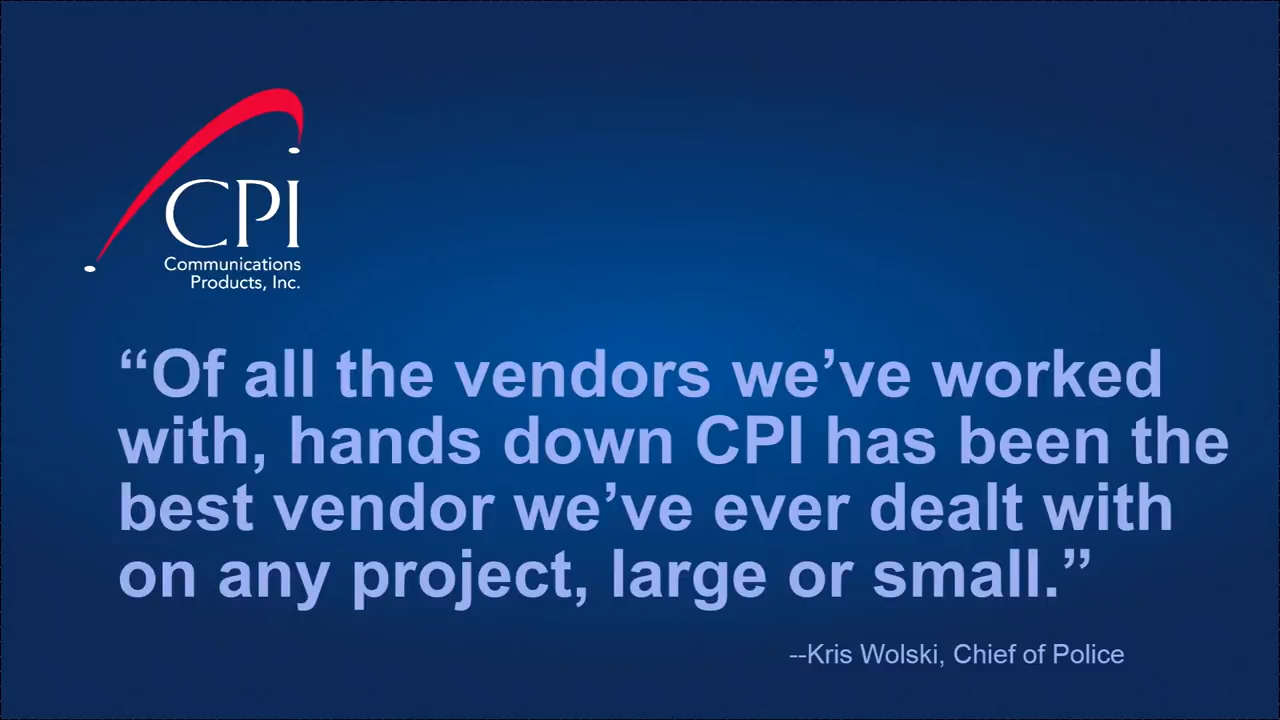 CPI
Communications
Products, Inc.
“Of all the vendors we’ve worked
with, hands down CPI has been the
best vendor we’ve ever dealt with
on any project, large or small.”
--Kris Wolski, Chief of Police